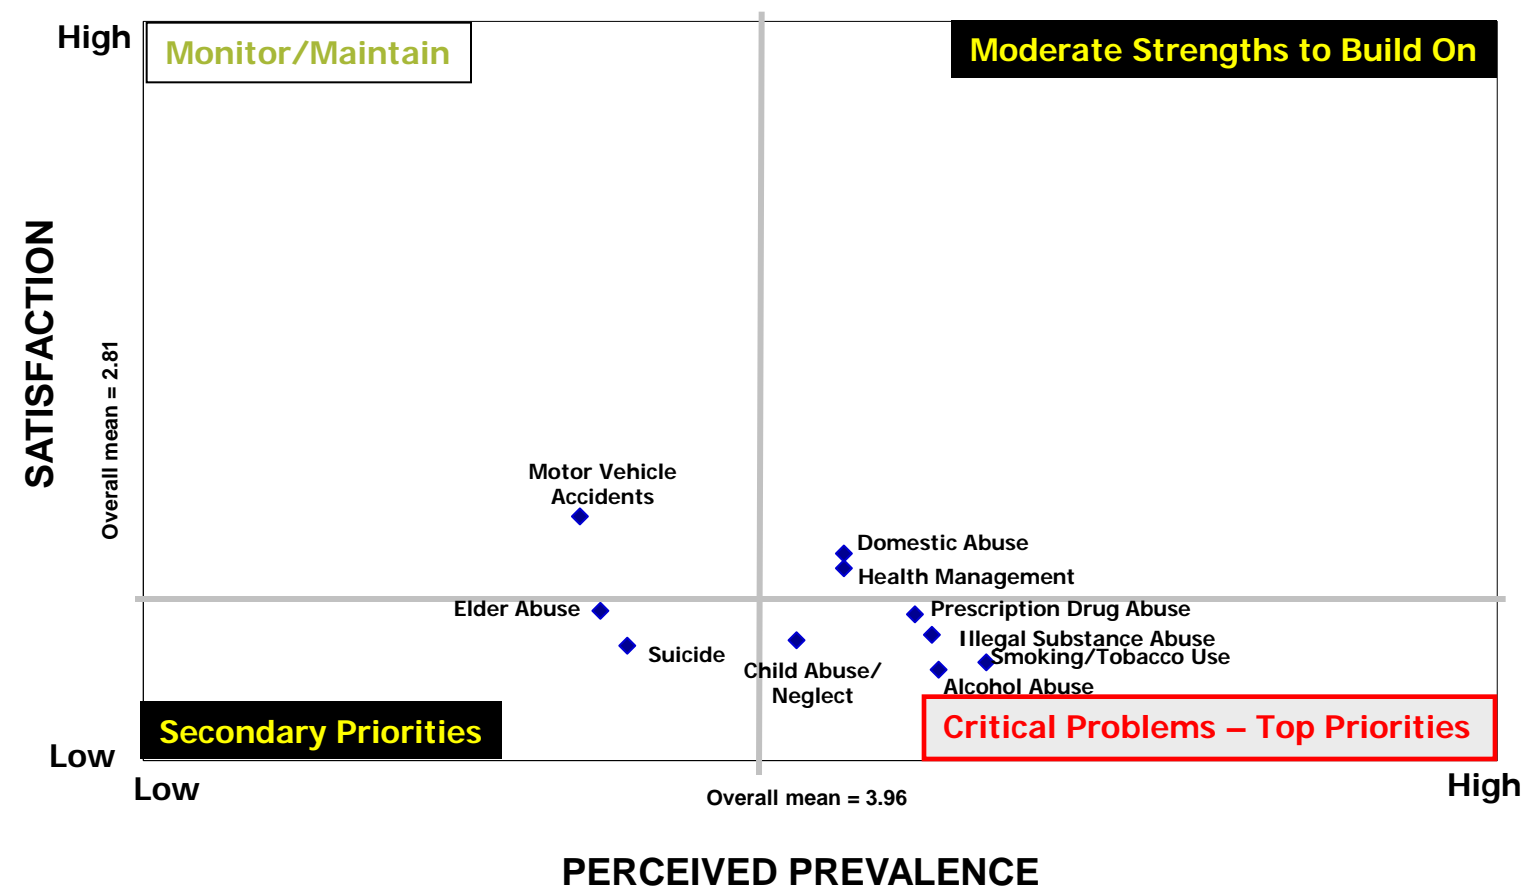 High
Monitor/Maintain
Moderate Strengths to Build On
SATISFACTION
Overall mean = 2.81
Motor Vehicle
Accidents
Domestic Abuse
Health Management
Elder Abuse
Prescription Drug Abuse
Illegal Substance Abuse
Suicide
Smoking/Tobacco Use
Child Abuse/
Neglect
Alcohol Abuse
Secondary Priorities
Critical Problems – Top Priorities
Low
Low
High
Overall mean = 3.96
PERCEIVED PREVALENCE